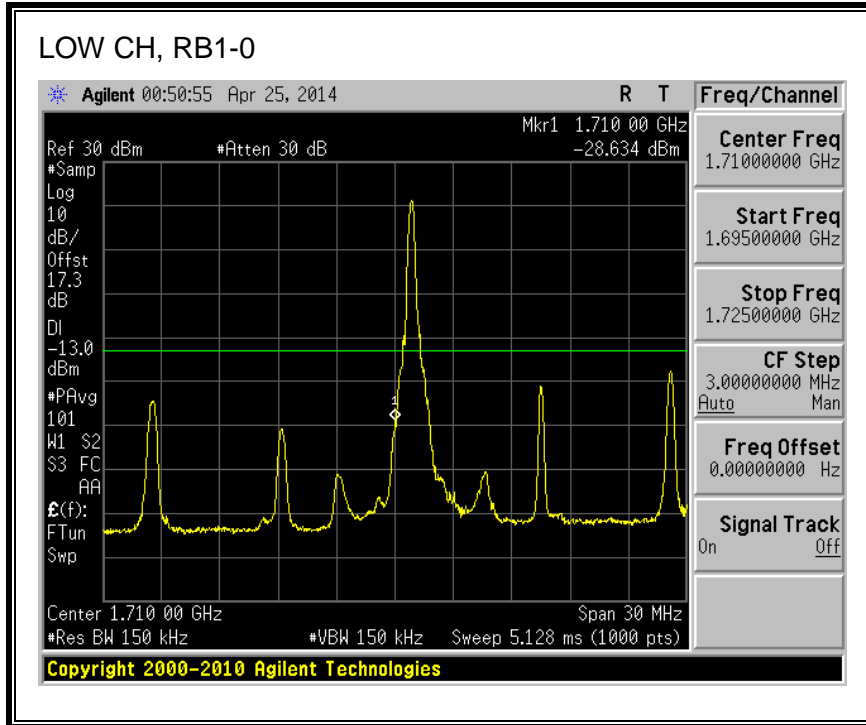 LOW CH, RB1-0
Agilent 00:50:55 Apr 25, 2014 R T
Mkr1 1.710 00 GHz
Ref 30 dBm #Atten 30 dB -28.634 dBm
#Samp
Log
10
dB/
Offst
17.3
dB
DI
-13.0
dBm
#PAvg
101
W1 S2
S3 FC
AA
£(f):
FTun
Swp
1
Center 1.710 00 GHz Span 30 MHz
#Res BW 150 kHz #VBW 150 kHz Sweep 5.128 ms (1000 pts)
Copyright 2000-2010 Agilent Technologies
Freq/Channel
Center Freq
1.71000000 GHz
Start Freq
1.69500000 GHz
Stop Freq
1.72500000 GHz
CF Step
3.00000000 MHz
Auto Man
Freq Offset
0.00000000 Hz
Signal Track
On Off